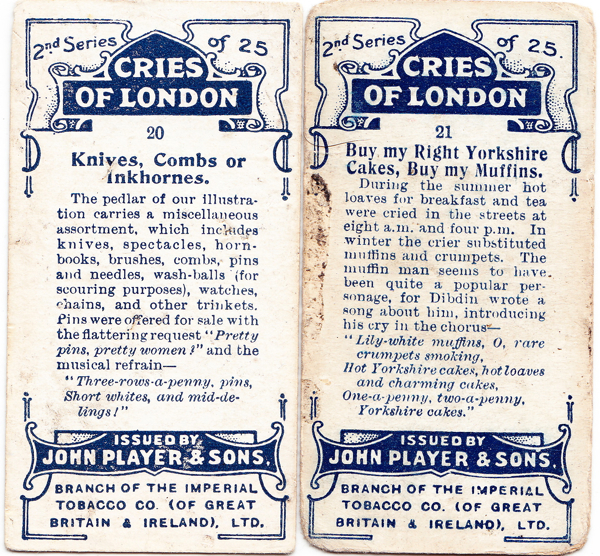 2nd Series of 25
CRIES
OF LONDON
20
Knives, Combs or
Inkhornes.
The pedlar of our illustra-
tion carries a miscellaneous
assortment, which includes
knives, spectacles, horn-
books, brushes, combs, pins
and needles, wash-balls (for
scouring purposes), watches,
chains, and other trinkets.
Pins were offered for sale with
the flattering request "Pretty
pins, pretty women?" and the
musical refrain—
"Three-rows-a-penny, pins,
Short whites, and mid-de-
lings!"
ISSUED BY
JOHN PLAYER & SONS.
BRANCH OF THE IMPERIAL
TOBACCO CO. (OF GREAT
BRITAIN & IRELAND), LTD.
2nd Series of 25.
CRIES
OF LONDON
21
Buy my Right Yorkshire
Cakes, Buy my Muffins.
During the summer hot
loaves for breakfast and tea
were cried in the streets at
eight a.m. and four p.m. In
winter the crier substituted
muffins and crumpets. The
muffin man seems to have
been quite a popular per-
sonage, for Dibdin wrote a
song about him, introducing
his cry in the chorus—
"Lily-white muffins, O, rare
crumpets smoking,
Hot Yorkshire cakes, hot loaves
and charming cakes,
One-a-penny, two-a-penny,
Yorkshire cakes."
ISSUED BY
JOHN PLAYER & SONS.
BRANCH OF THE IMPERIAL
TOBACCO CO. (OF GREAT
BRITAIN & IRELAND), LTD.